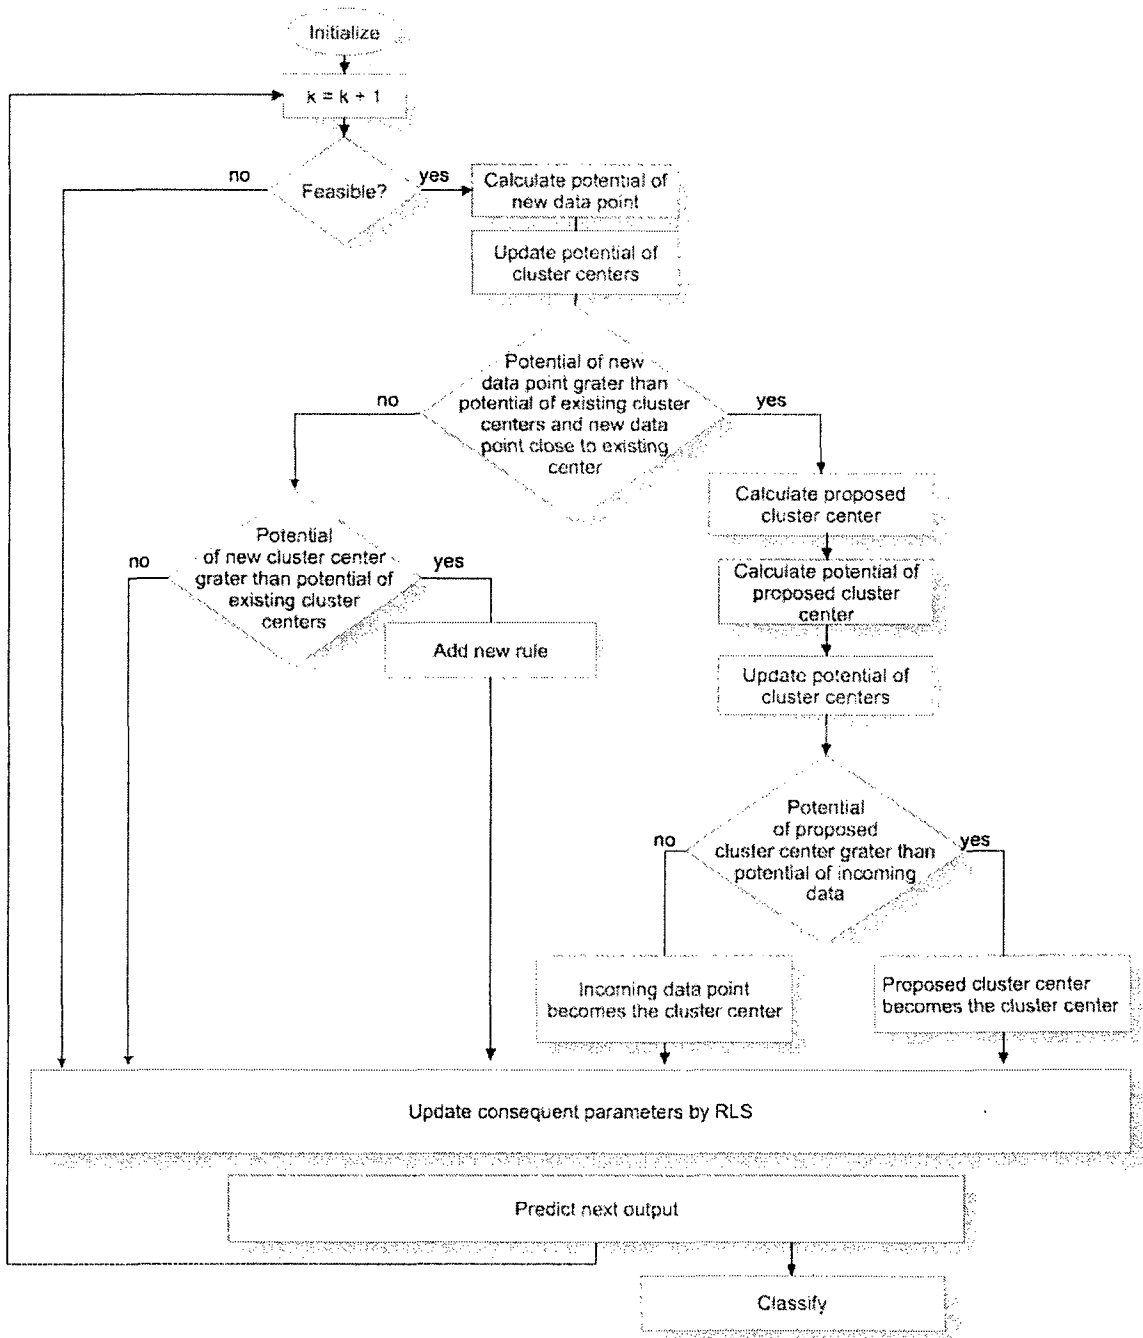 Initialize
k = k + 1
no
Feasible?
yes
Calculate potential of
new data point
Update potential of
cluster centers
no
Potential of new
data point grater than
potential of existing cluster
centers and new data
point close to existing
center
yes
Calculate proposed
cluster center
no
Potential
of new cluster center
grater than potential of
existing cluster
centers
yes
Calculate potential of
proposed cluster
center
Add new rule
Update potential of
cluster centers
no
Potential
of proposed
cluster center grater than
potential of incoming
data
yes
Incoming data point
becomes the cluster center
Proposed cluster center
becomes the cluster center
Update consequent parameters by RLS
Predict next output
Classify